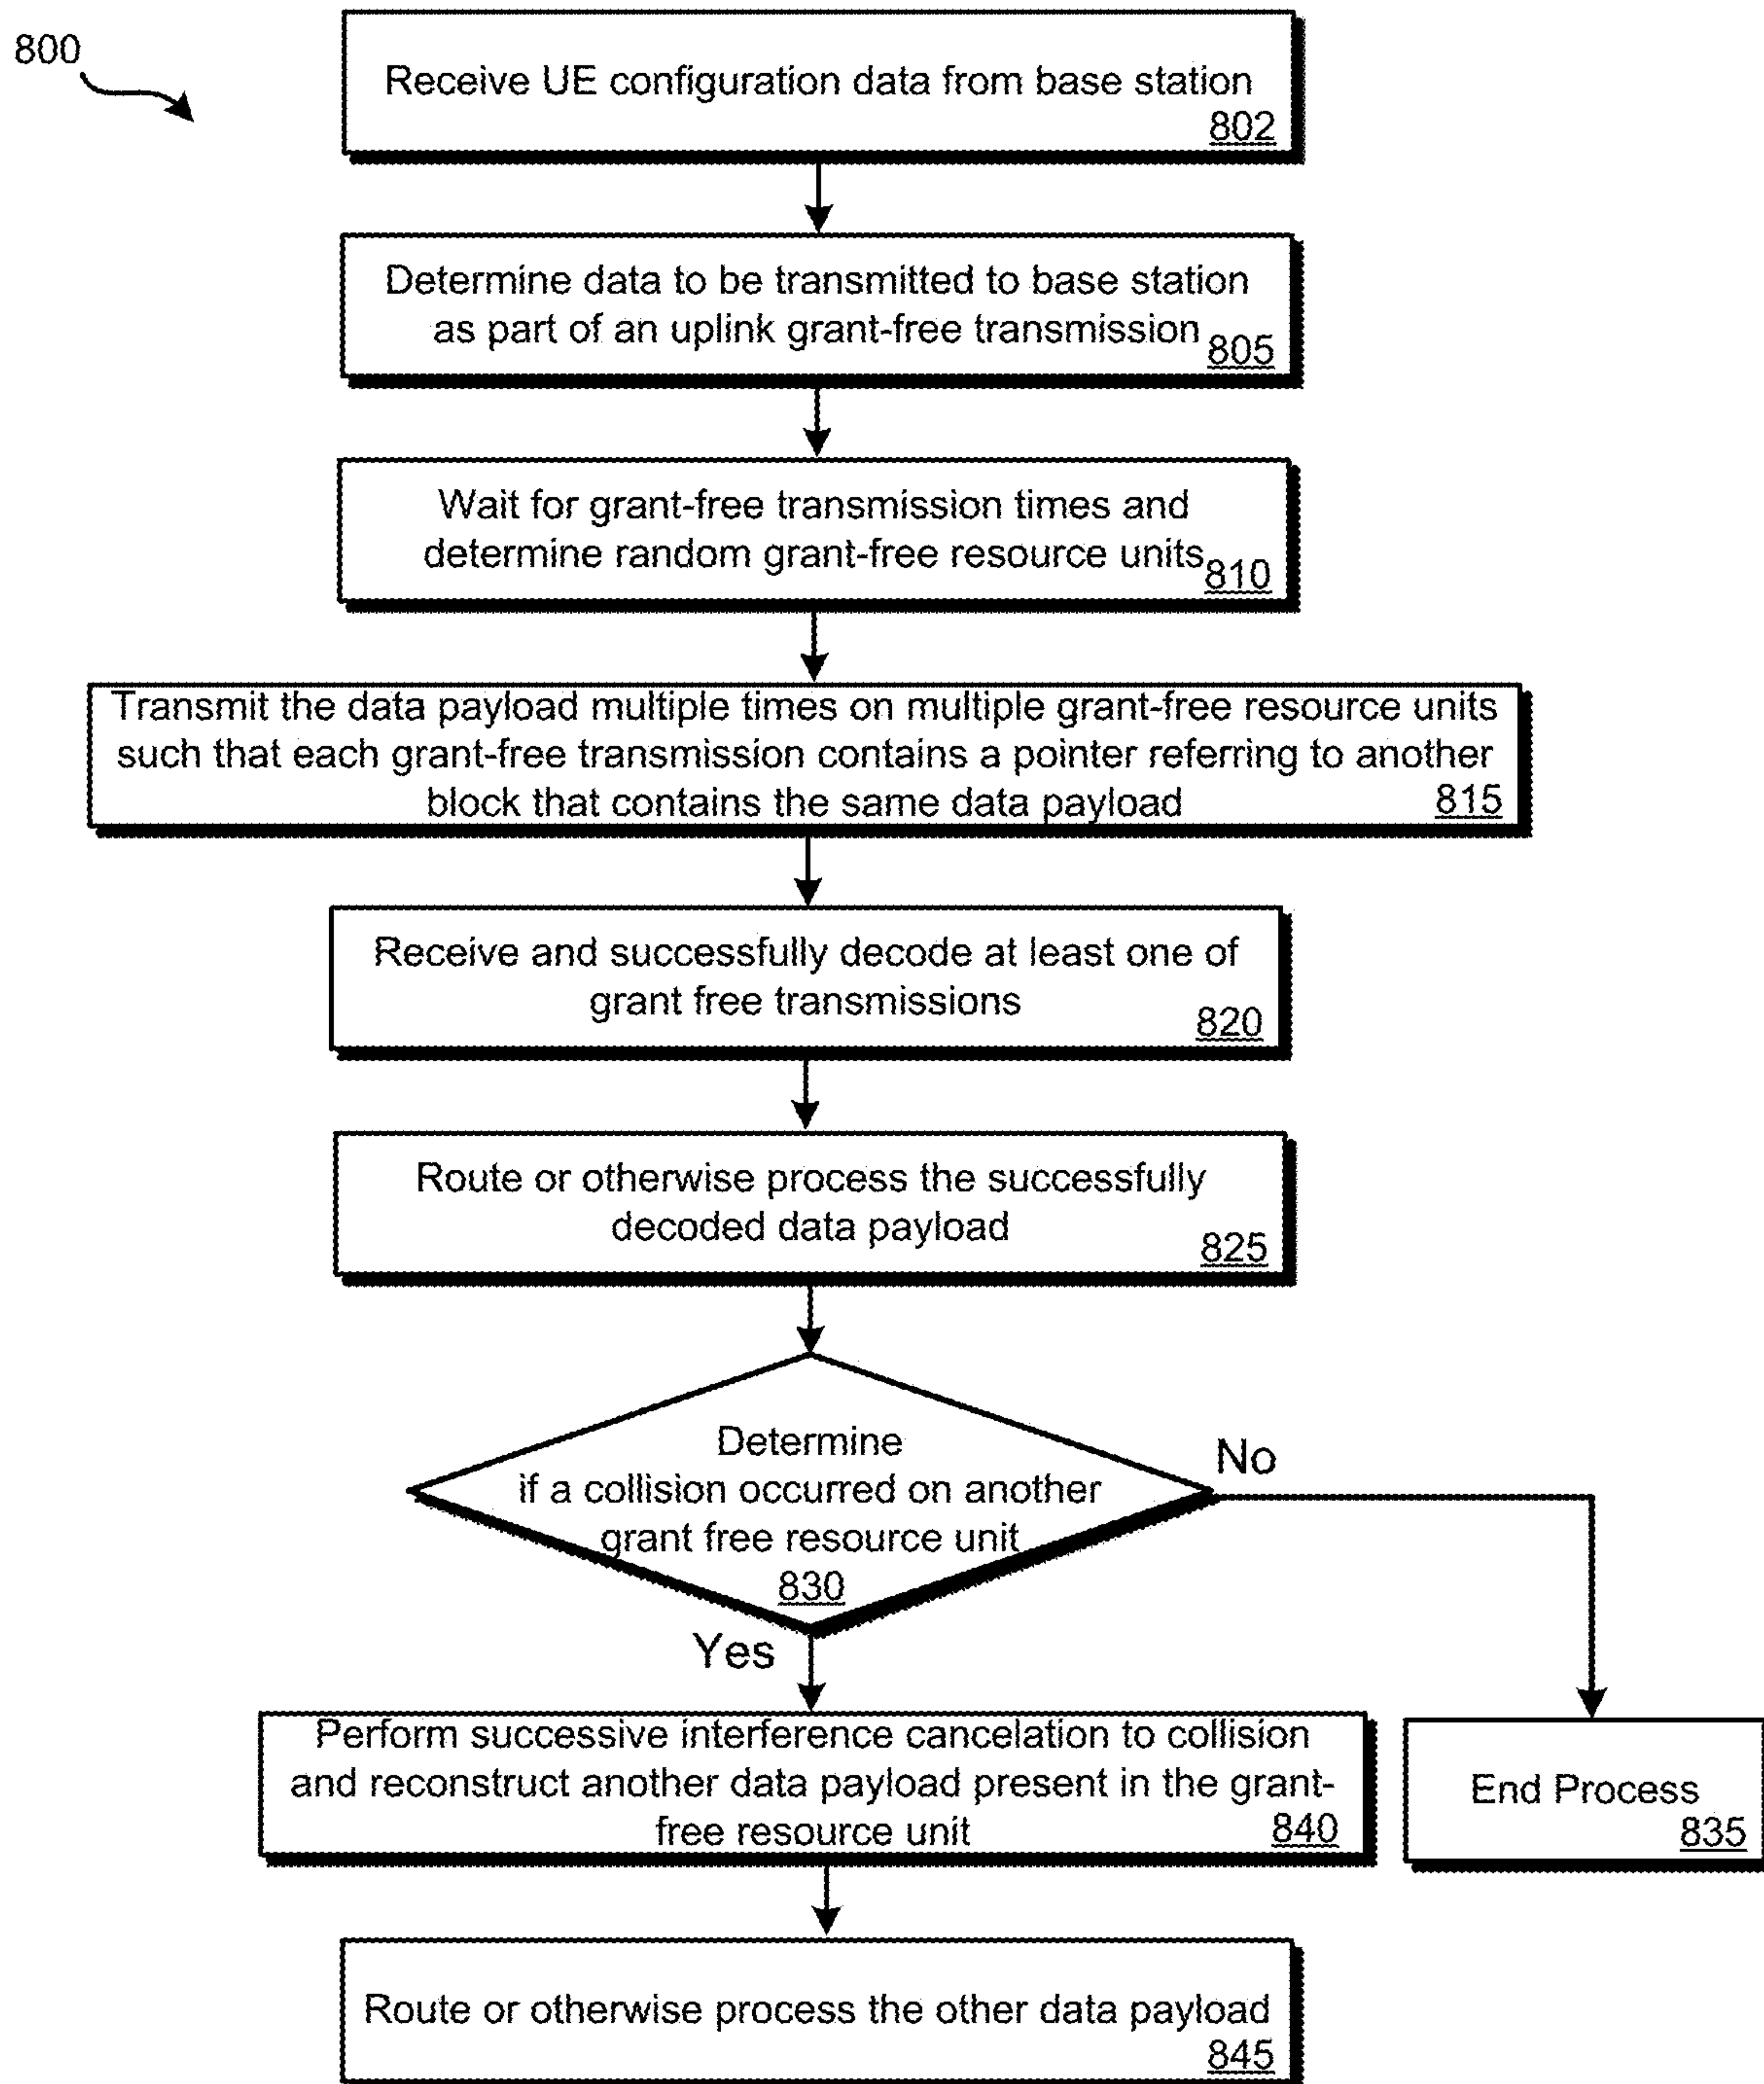 800
Receive UE configuration data from base station
802
Determine data to be transmitted to base station
as part of an uplink grant-free transmission
805
Wait for grant-free transmission times and
determine random grant-free resource units
810
Transmit the data payload multiple times on multiple grant-free resource units
such that each grant-free transmission contains a pointer referring to another
block that contains the same data payload
815
Receive and successfully decode at least one of
grant free transmissions
820
Route or otherwise process the successfully
decoded data payload
825
Determine
if a collision occurred on another
grant free resource unit
830
No
Yes
Perform successive interference cancelation to collision
and reconstruct another data payload present in the grant-
free resource unit
840
End Process
835
Route or otherwise process the other data payload
845